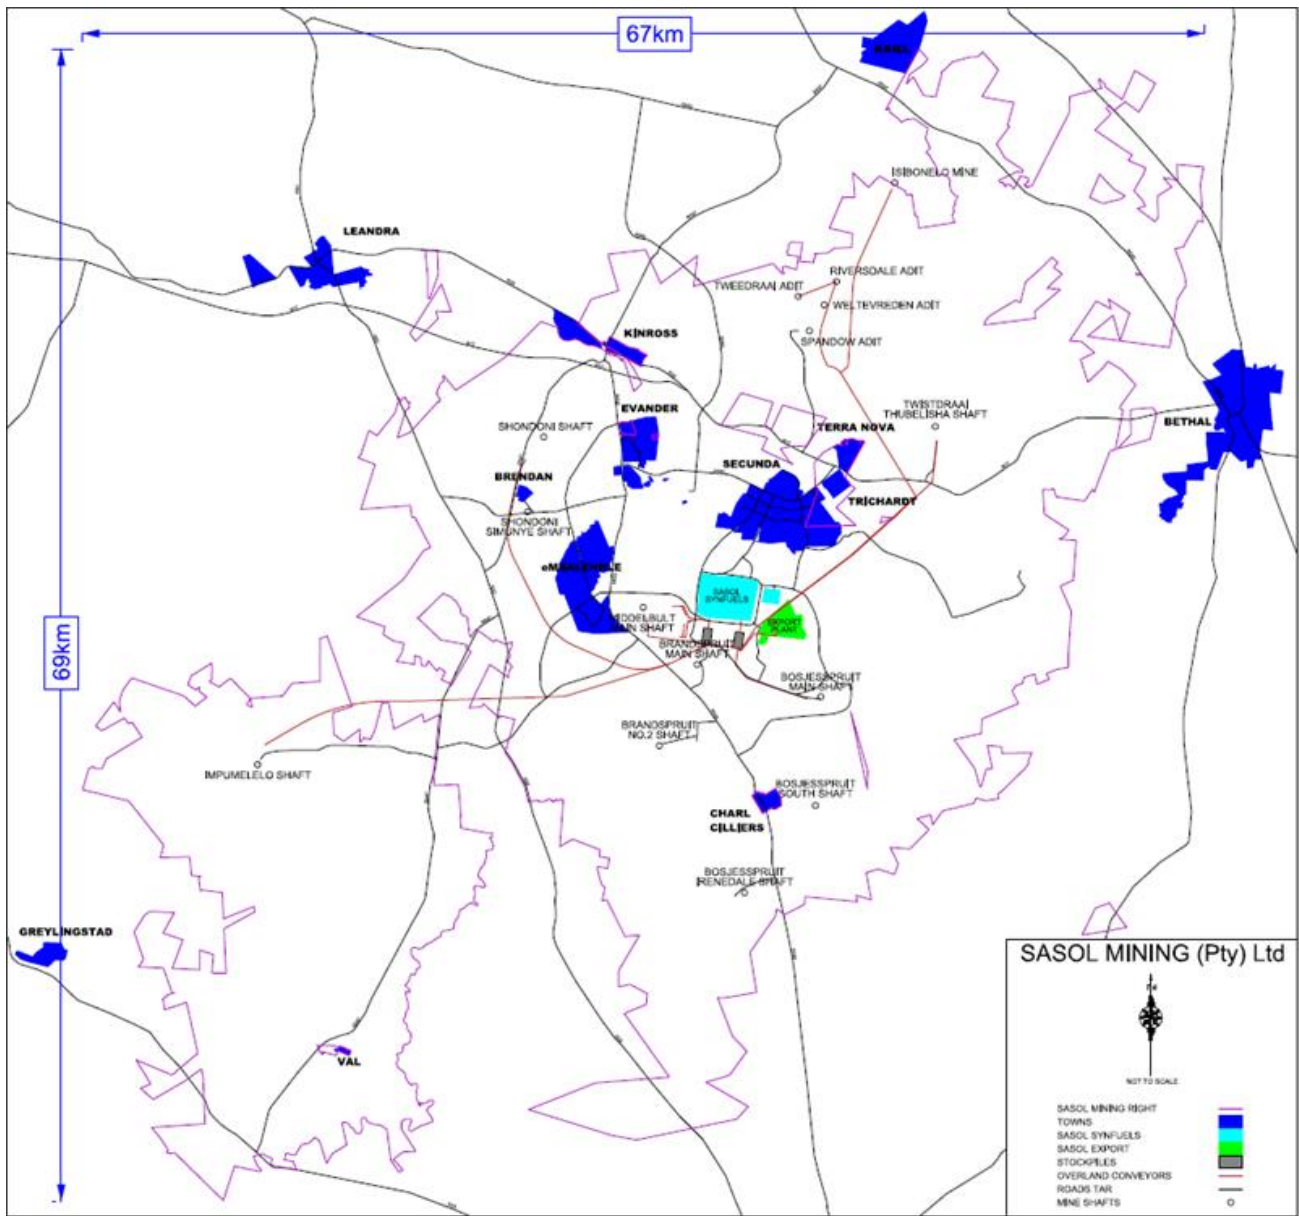 67km
KRIEL
ISIBONELO MINE
LEANDRA
RIVERSDALE ADIT
TWEEDRAAI ADIT
WELTEVREDEN ADIT
KINROSS
SPANDOW ADIT
TWISTDRAAI
THUBELISHA SHAFT
EVANDER
SHONDONI SHAFT
TERRA NOVA
BETHAL
SECUNDA
BRENDAN
TRICHARDT
SHONDONI
SIMUNYE SHAFT
SASOL
SYNFUELS
MIDDELBULT
MAIN SHAFT
EXPORT
PLANT
BRANDSPRUIT
MAIN SHAFT
69km
BOSJESSPRUIT
MAIN SHAFT
BRANDSPRUIT
NO.2 SHAFT
IMPUMELELO SHAFT
BOSJESSPRUIT
SOUTH SHAFT
CHARL
CILLIERS
BOSJESSPRUIT
IRENEDALE SHAFT
GREYLINGSTAD
VAL
SASOL MINING (Pty) Ltd
NOT TO SCALE
SASOL MINING RIGHT
TOWNS
SASOL SYNFUELS
SASOL EXPORT
STOCKPILES
OVERLAND CONVEYORS
ROADS TAR
MINE SHAFTS